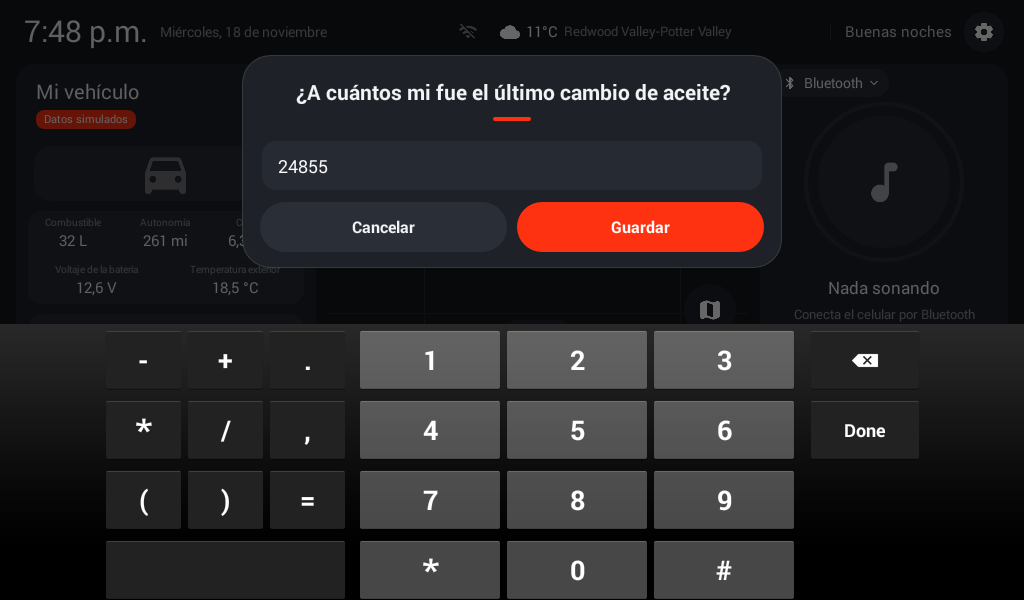 7:48 p.m. Miércoles, 18 de noviembre 11°C Redwood Valley-Potter Valley Buenas noches
Mi vehículo
Datos simulados
Bluetooth
¿A cuántos mi fue el último cambio de aceite?
24855
Cancelar Guardar
Combustible Autonomía
32 L 261 mi 6,3
Voltaje de la batería Temperatura exterior
12,6 V 18,5 °C
Nada sonando
Conecta el celular por Bluetooth
- + . 1 2 3
* / , 4 5 6 Done
( ) = 7 8 9
* 0 #